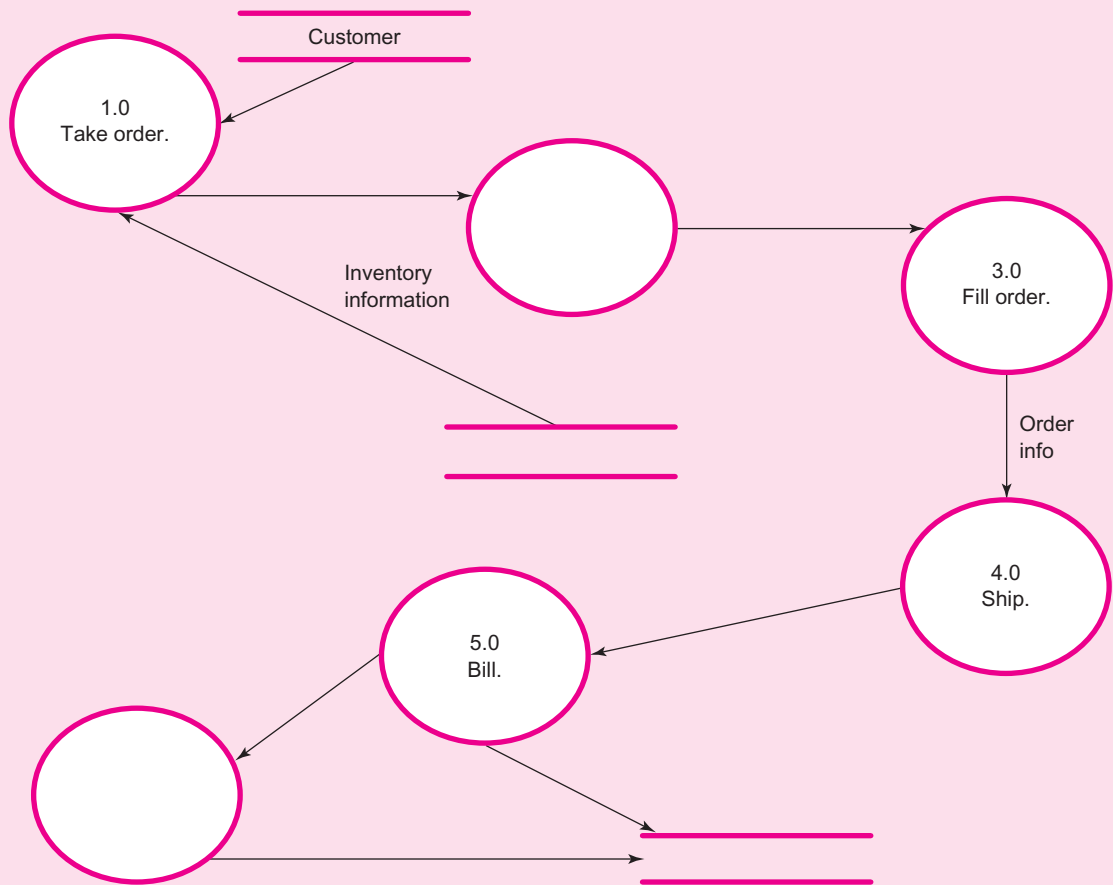 Customer
1.0
Take order.
Inventory
information
3.0
Fill order.
Order
info
4.0
Ship.
5.0
Bill.